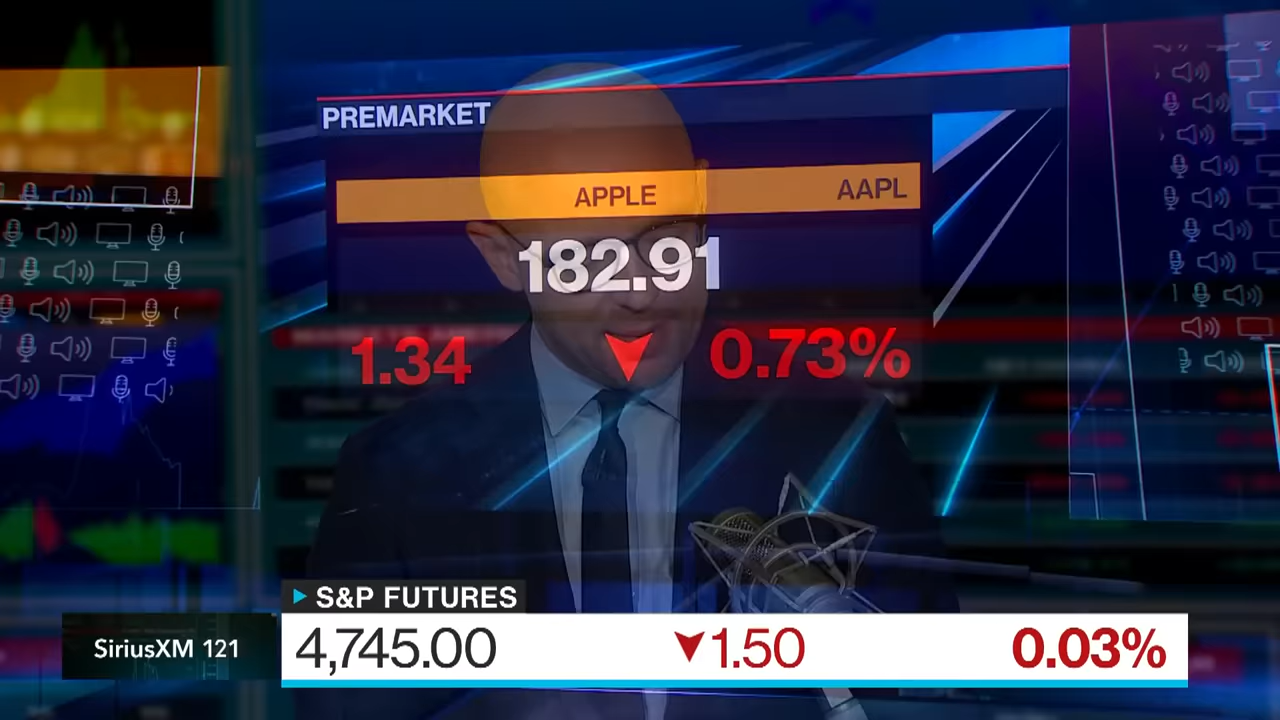 PREMARKET
APPLE AAPL
182.91
1.34 0.73%
S&P FUTURES
SiriusXM 121
4,745.00 1.50 0.03%